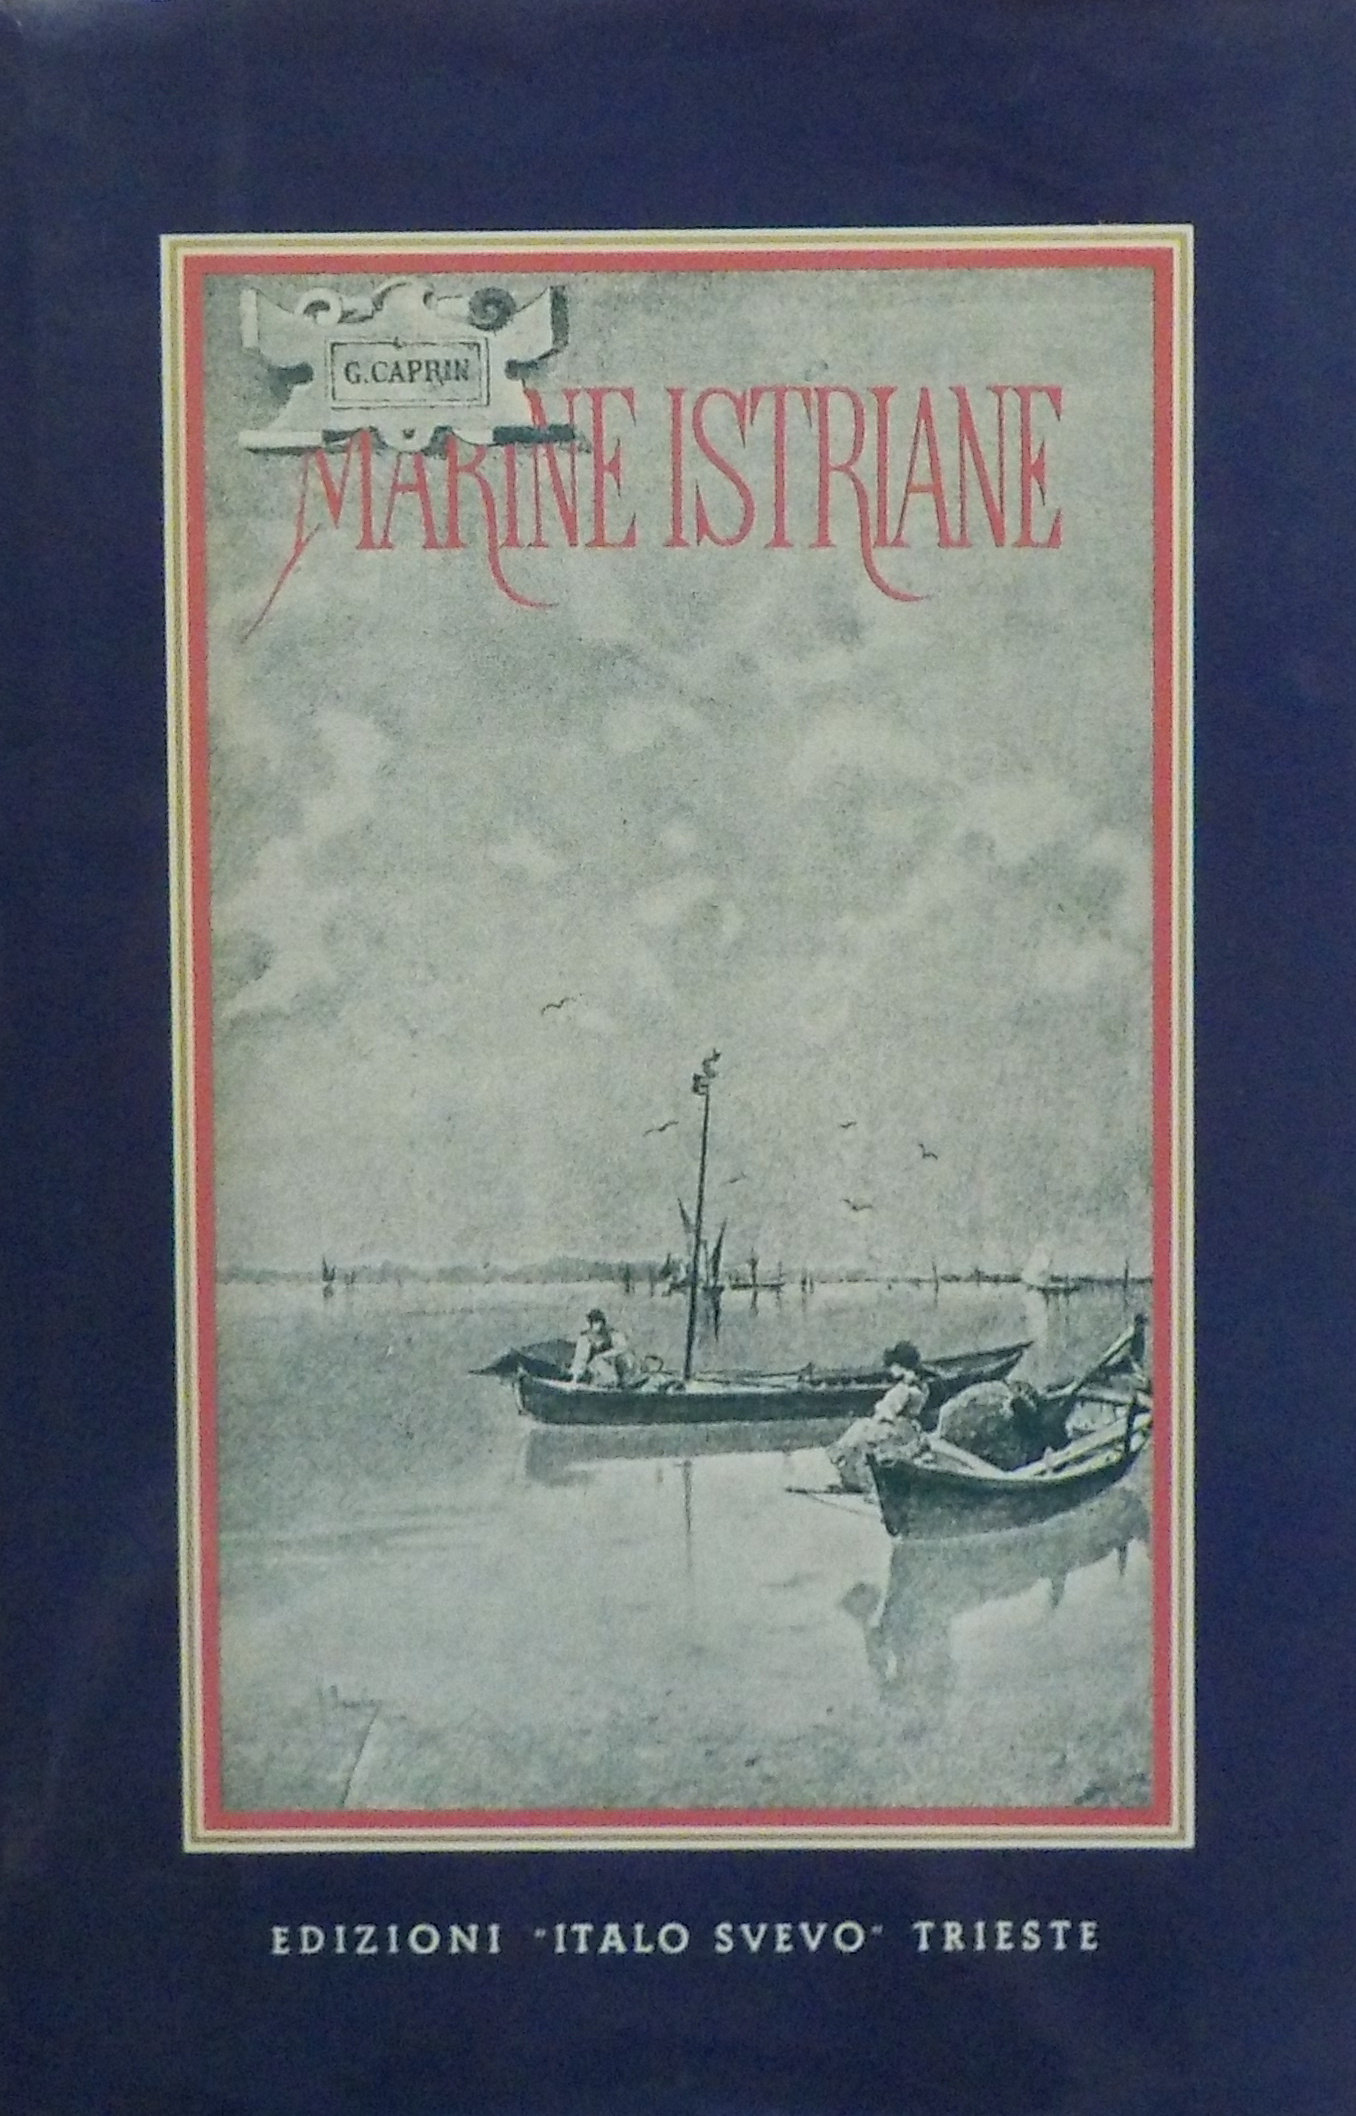 G. CAPRIN
MARINE ISTRIANE
EDIZIONI "ITALO SVEVO" TRIESTE